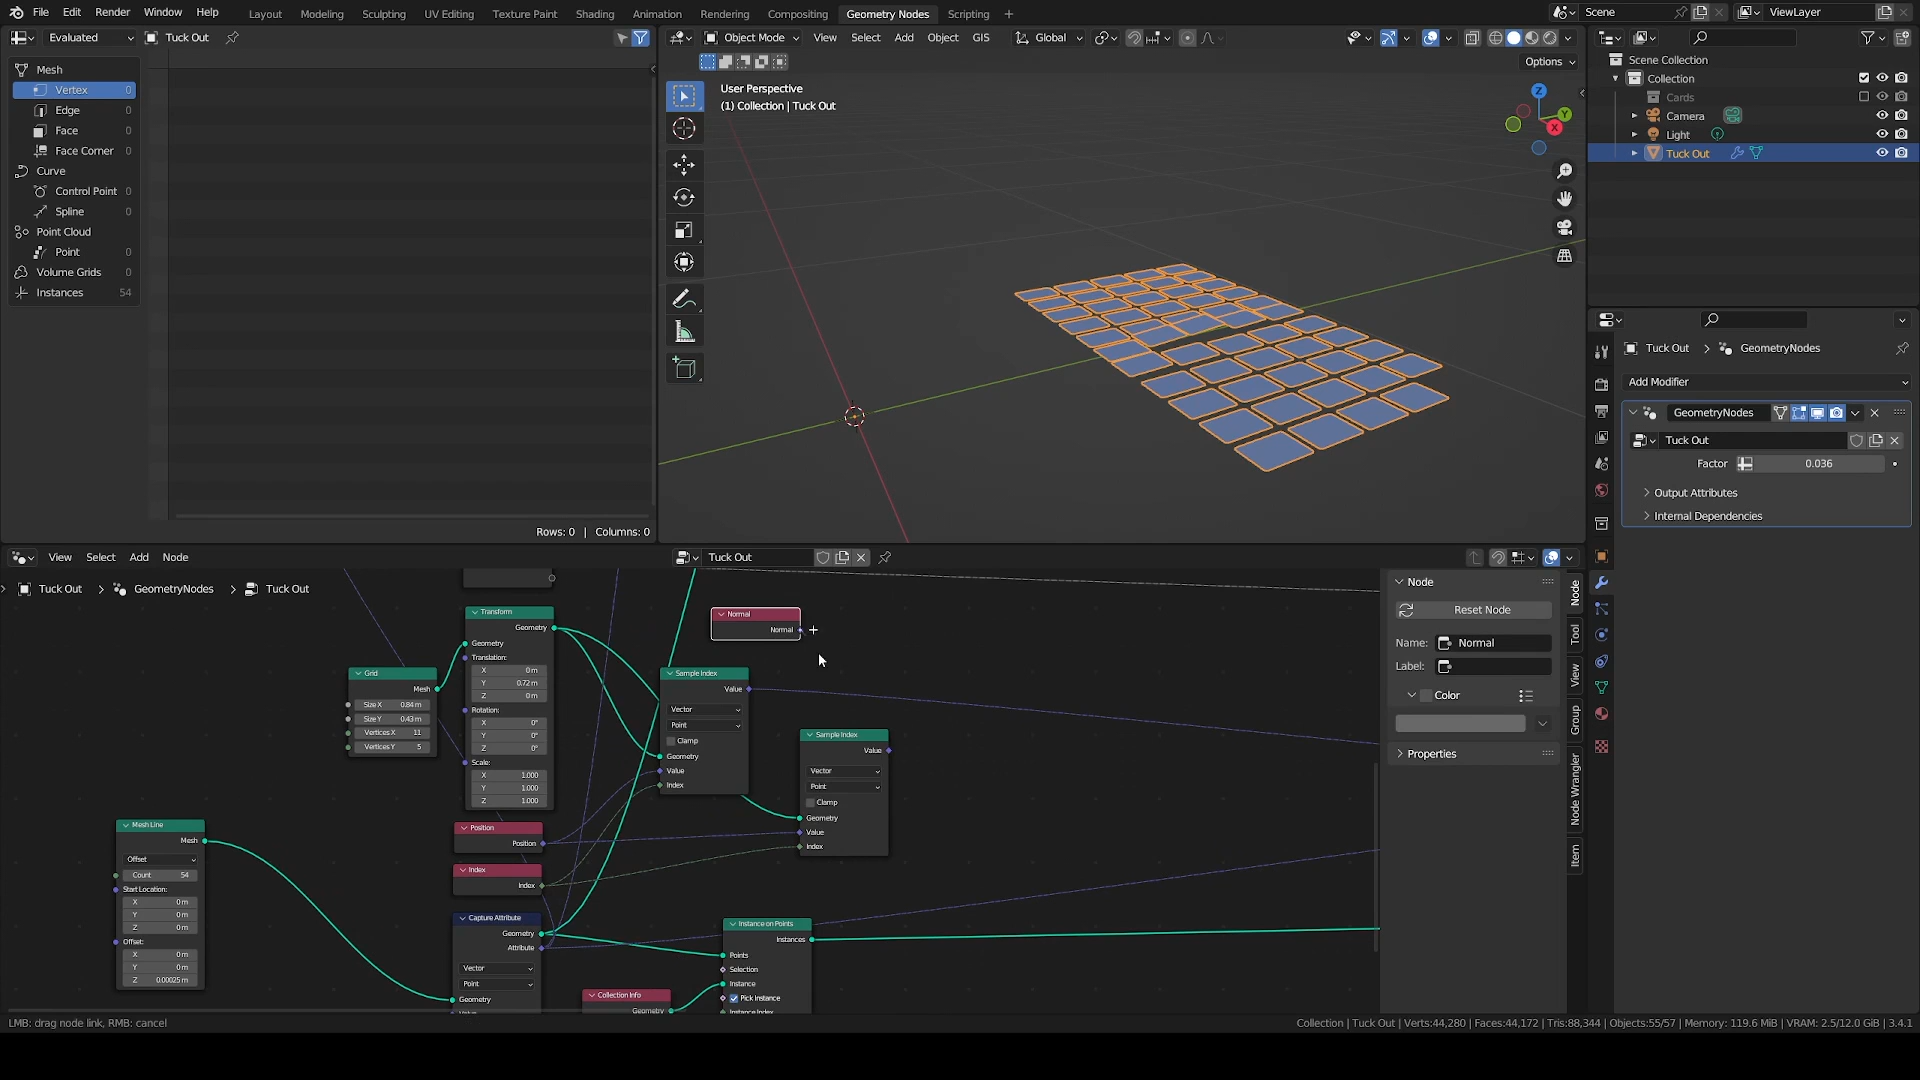 File Edit Render Window Help Layout Modeling Sculpting UV Editing Texture Paint Shading Animation Rendering Compositing Geometry Nodes Scripting + Scene ViewLayer
Evaluated Tuck Out
Object Mode View Select Add Object GIS Global
Options
Mesh
Vertex 0
Edge 0
Face 0
Face Corner 0
Curve
Control Point 0
Spline 0
Point Cloud
Point 0
Volume Grids 0
Instances 54
Rows: 0 | Columns: 0
User Perspective
(1) Collection | Tuck Out
Z
Y
X
Scene Collection
Collection
Cards
Camera
Light
Tuck Out
Tuck Out > GeometryNodes
Add Modifier
GeometryNodes
Tuck Out
Factor 0.036
Output Attributes
Internal Dependencies
View Select Add Node Tuck Out
Tuck Out > GeometryNodes > Tuck Out
Grid
Mesh
Size X 0.84 m
Size Y 0.43 m
Vertices X 11
Vertices Y 5
Transform
Geometry
Geometry
Translation:
X 0 m
Y 0.72 m
Z 0 m
Rotation:
X 0°
Y 0°
Z 0°
Scale:
X 1.000
Y 1.000
Z 1.000
Normal
Normal
Sample Index
Value
Vector
Point
Clamp
Geometry
Value
Index
Sample Index
Value
Vector
Point
Clamp
Geometry
Value
Index
Position
Position
Index
Index
Mesh Line
Mesh
Offset
Count 54
Start Location:
X 0 m
Y 0 m
Z 0 m
Offset:
X 0 m
Y 0 m
Z 0.00025 m
Capture Attribute
Geometry
Attribute
Vector
Point
Geometry
Collection Info
Geometry
Instance on Points
Instances
Points
Selection
Instance
Pick Instance
Instance Index
Node
Reset Node
Name: Normal
Label:
Color
Properties
Node
Tool
View
Group
Node Wrangler
Item
LMB: drag node link, RMB: cancel
Collection | Tuck Out | Verts:44,280 | Faces:44,172 | Tris:88,344 | Objects:55/57 | Memory: 119.6 MiB | VRAM: 2.5/12.0 GiB | 3.4.1